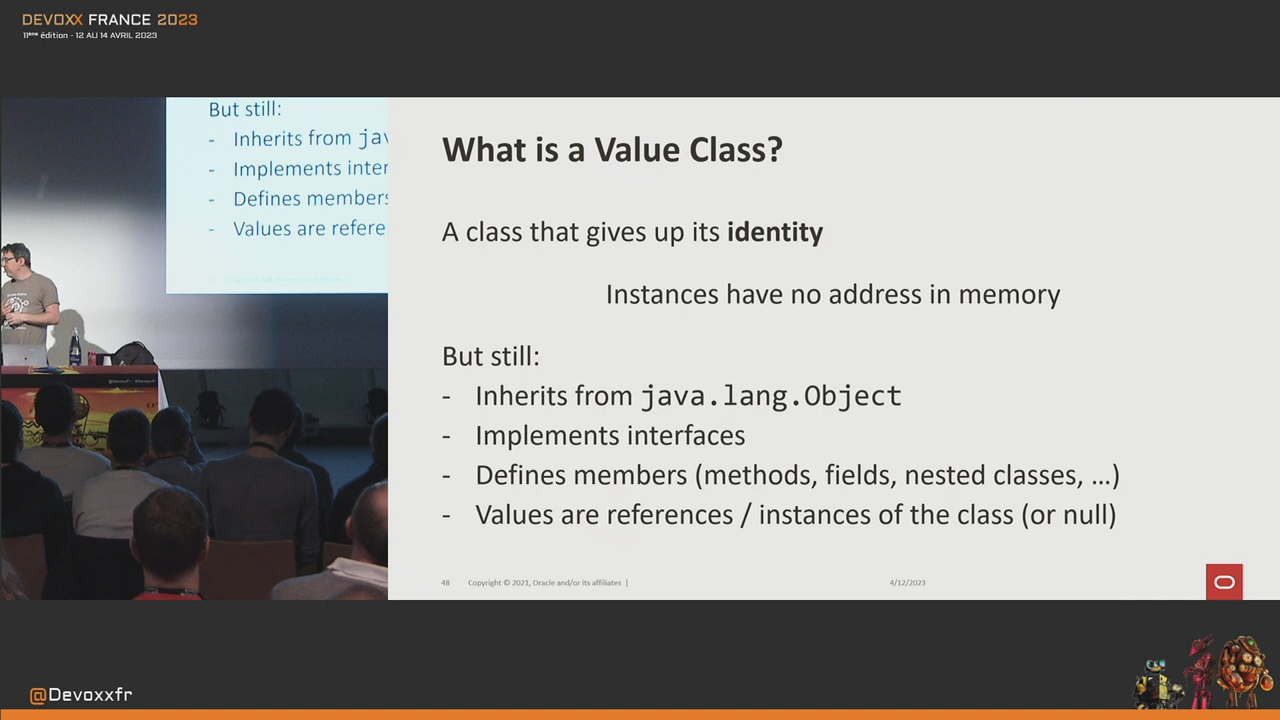 DEVOXX FRANCE 2023
11ème édition - 12 AU 14 AVRIL 2023
But still:
- Inherits from jav
- Implements inter
- Defines members
- Values are refere
@Devoxxfr
What is a Value Class?
A class that gives up its identity
Instances have no address in memory
But still:
- Inherits from java.lang.Object
- Implements interfaces
- Defines members (methods, fields, nested classes, ...)
- Values are references / instances of the class (or null)
48 Copyright © 2021, Oracle and/or its affiliates | 4/12/2023
@Devoxxfr